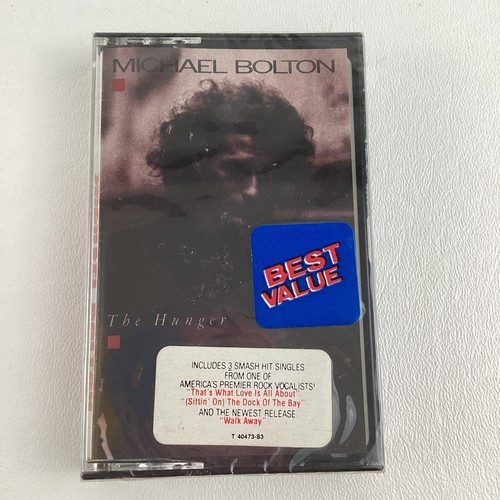 MICHAEL BOLTON
BEST
VALUE
The Hunger
INCLUDES 3 SMASH HIT SINGLES
FROM ONE OF
AMERICA'S PREMIER ROCK VOCALISTS!
"That's What Love Is All About"
"(Sittin' On) The Dock Of The Bay"
AND THE NEWEST RELEASE
"Walk Away"
T 40473-S3